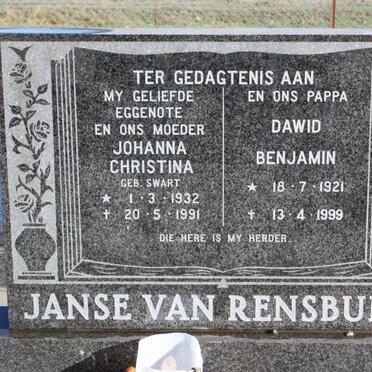 TER GEDAGTENIS AAN
MY GELIEFDE
EGGENOTE
EN ONS MOEDER
JOHANNA
CHRISTINA
GEB. SWART
★ 1·3·1932
✝ 20·5·1991
EN ONS PAPPA
DAWID
BENJAMIN
★ 18·7·1921
✝ 13·4·1999
DIE HERE IS MY HERDER
JANSE VAN RENSBU